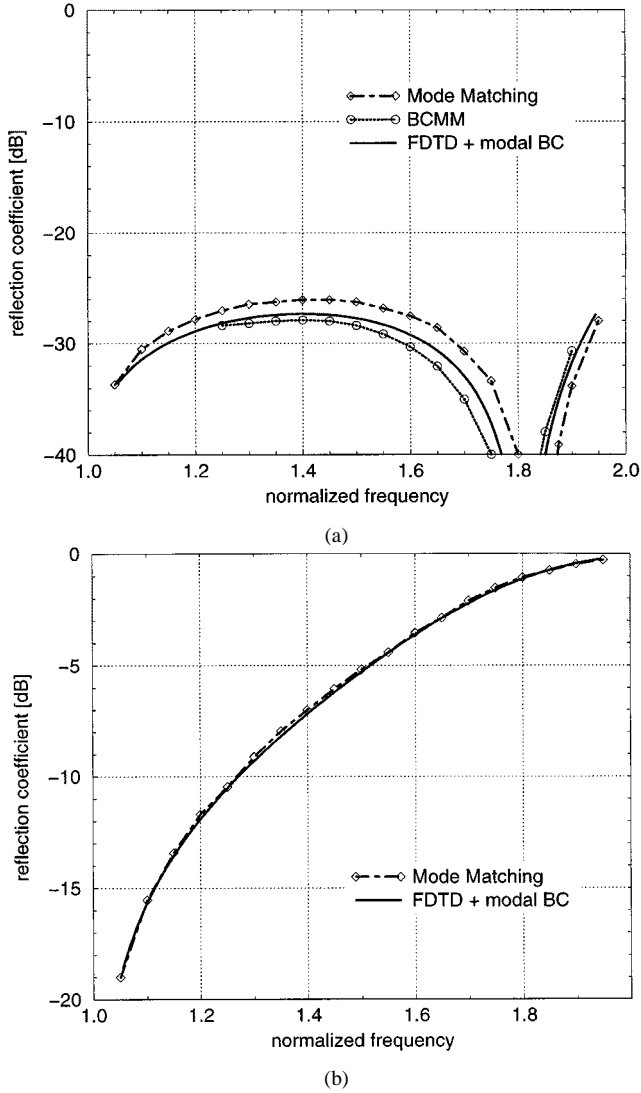 0
−10
−20
−30
−40
reflection coefficient [dB]
Mode Matching
BCMM
FDTD + modal BC
1.0 1.2 1.4 1.6 1.8 2.0
normalized frequency
(a)
0
−5
−10
−15
−20
reflection coefficient [dB]
Mode Matching
FDTD + modal BC
1.0 1.2 1.4 1.6 1.8
normalized frequency
(b)